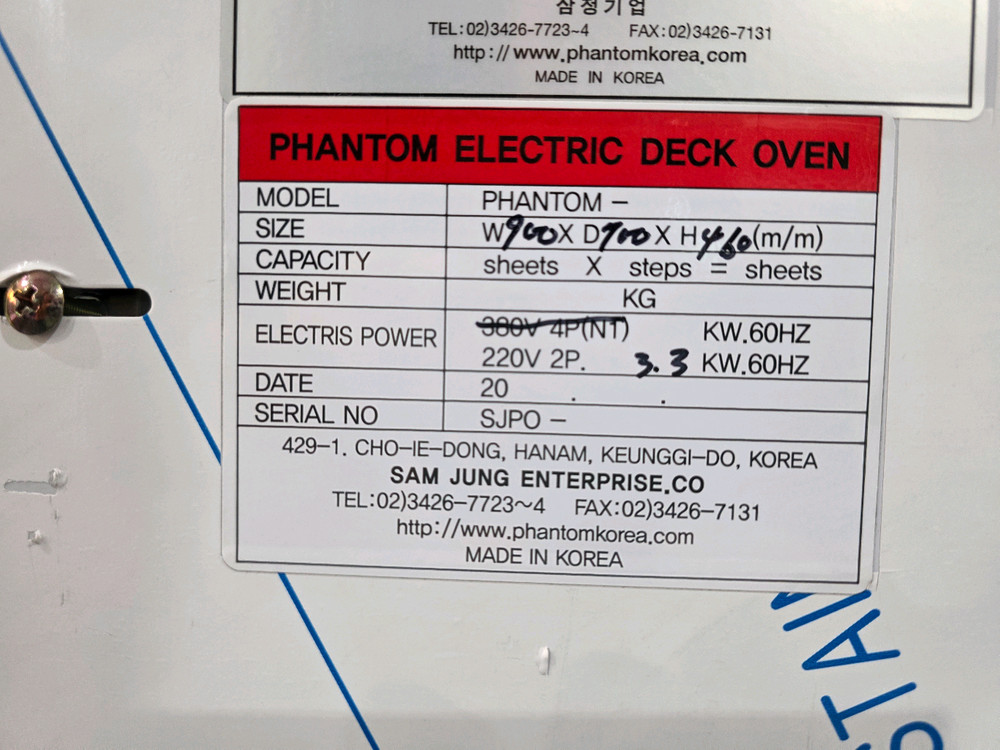 삼정기업
TEL:02)3426-7723~4 FAX:02)3426-7131
http://www.phantomkorea.com
MADE IN KOREA
PHANTOM ELECTRIC DECK OVEN
MODEL PHANTOM –
SIZE W900X D700 X H460(m/m)
CAPACITY sheets X steps = sheets
WEIGHT KG
ELECTRIS POWER 380V 4P(N1) KW.60HZ
220V 2P. 3.3 KW.60HZ
DATE 20 . .
SERIAL NO SJPO –
429-1. CHO-IE-DONG, HANAM, KEUNGGI-DO, KOREA
SAM JUNG ENTERPRISE.CO
TEL:02)3426-7723~4 FAX:02)3426-7131
http://www.phantomkorea.com
MADE IN KOREA
STAI